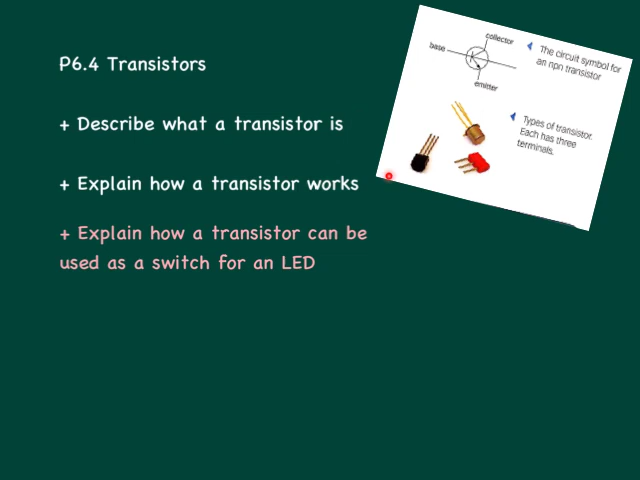 P6.4 Transistors
+ Describe what a transistor is
+ Explain how a transistor works
+ Explain how a transistor can be
used as a switch for an LED
collector
base
emitter
The circuit symbol for
an npn transistor
Types of transistor.
Each has three
terminals.